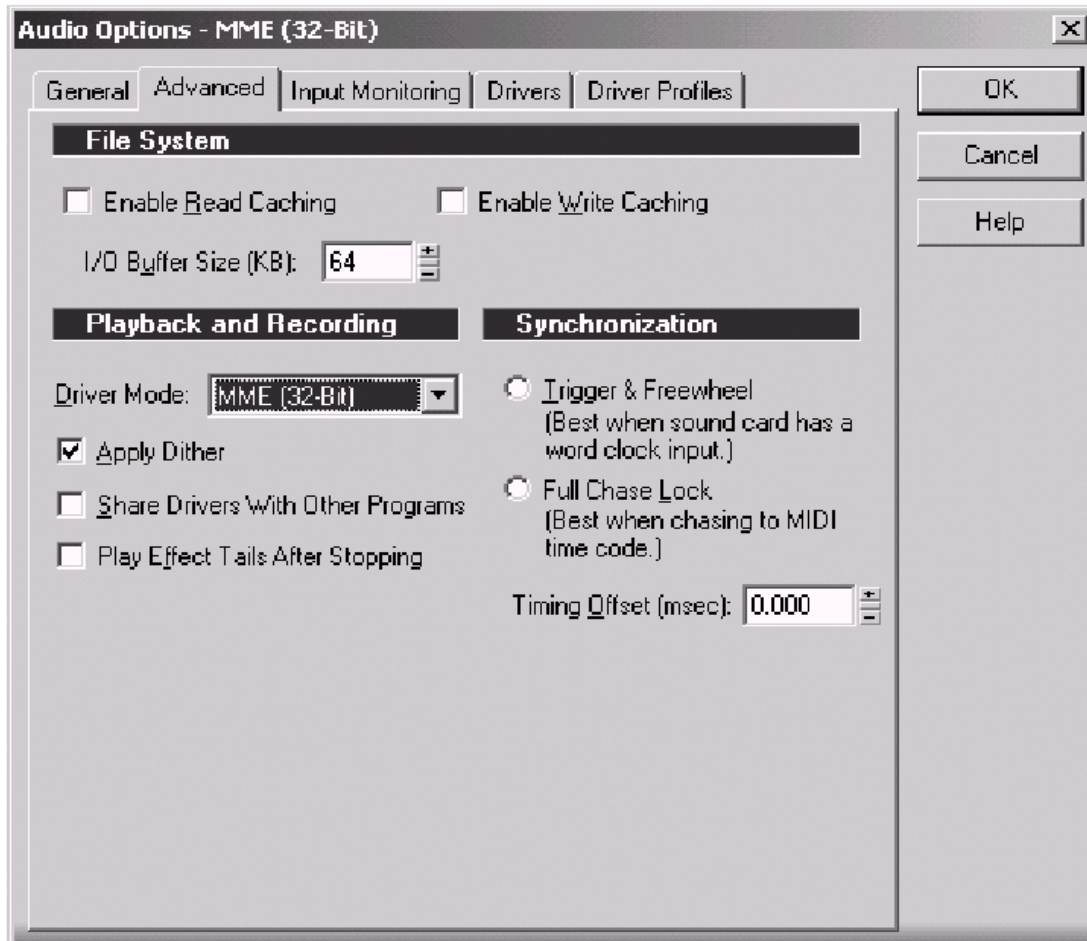 Audio Options - MME (32-Bit)
General
Advanced
Input Monitoring
Drivers
Driver Profiles
OK
Cancel
Help
File System
Enable Read Caching
Enable Write Caching
I/O Buffer Size (KB): 64
Playback and Recording
Driver Mode: MME (32-Bit)
Apply Dither
Share Drivers With Other Programs
Play Effect Tails After Stopping
Synchronization
Trigger & Freewheel
(Best when sound card has a
word clock input.)
Full Chase Lock
(Best when chasing to MIDI
time code.)
Timing Offset (msec): 0.000